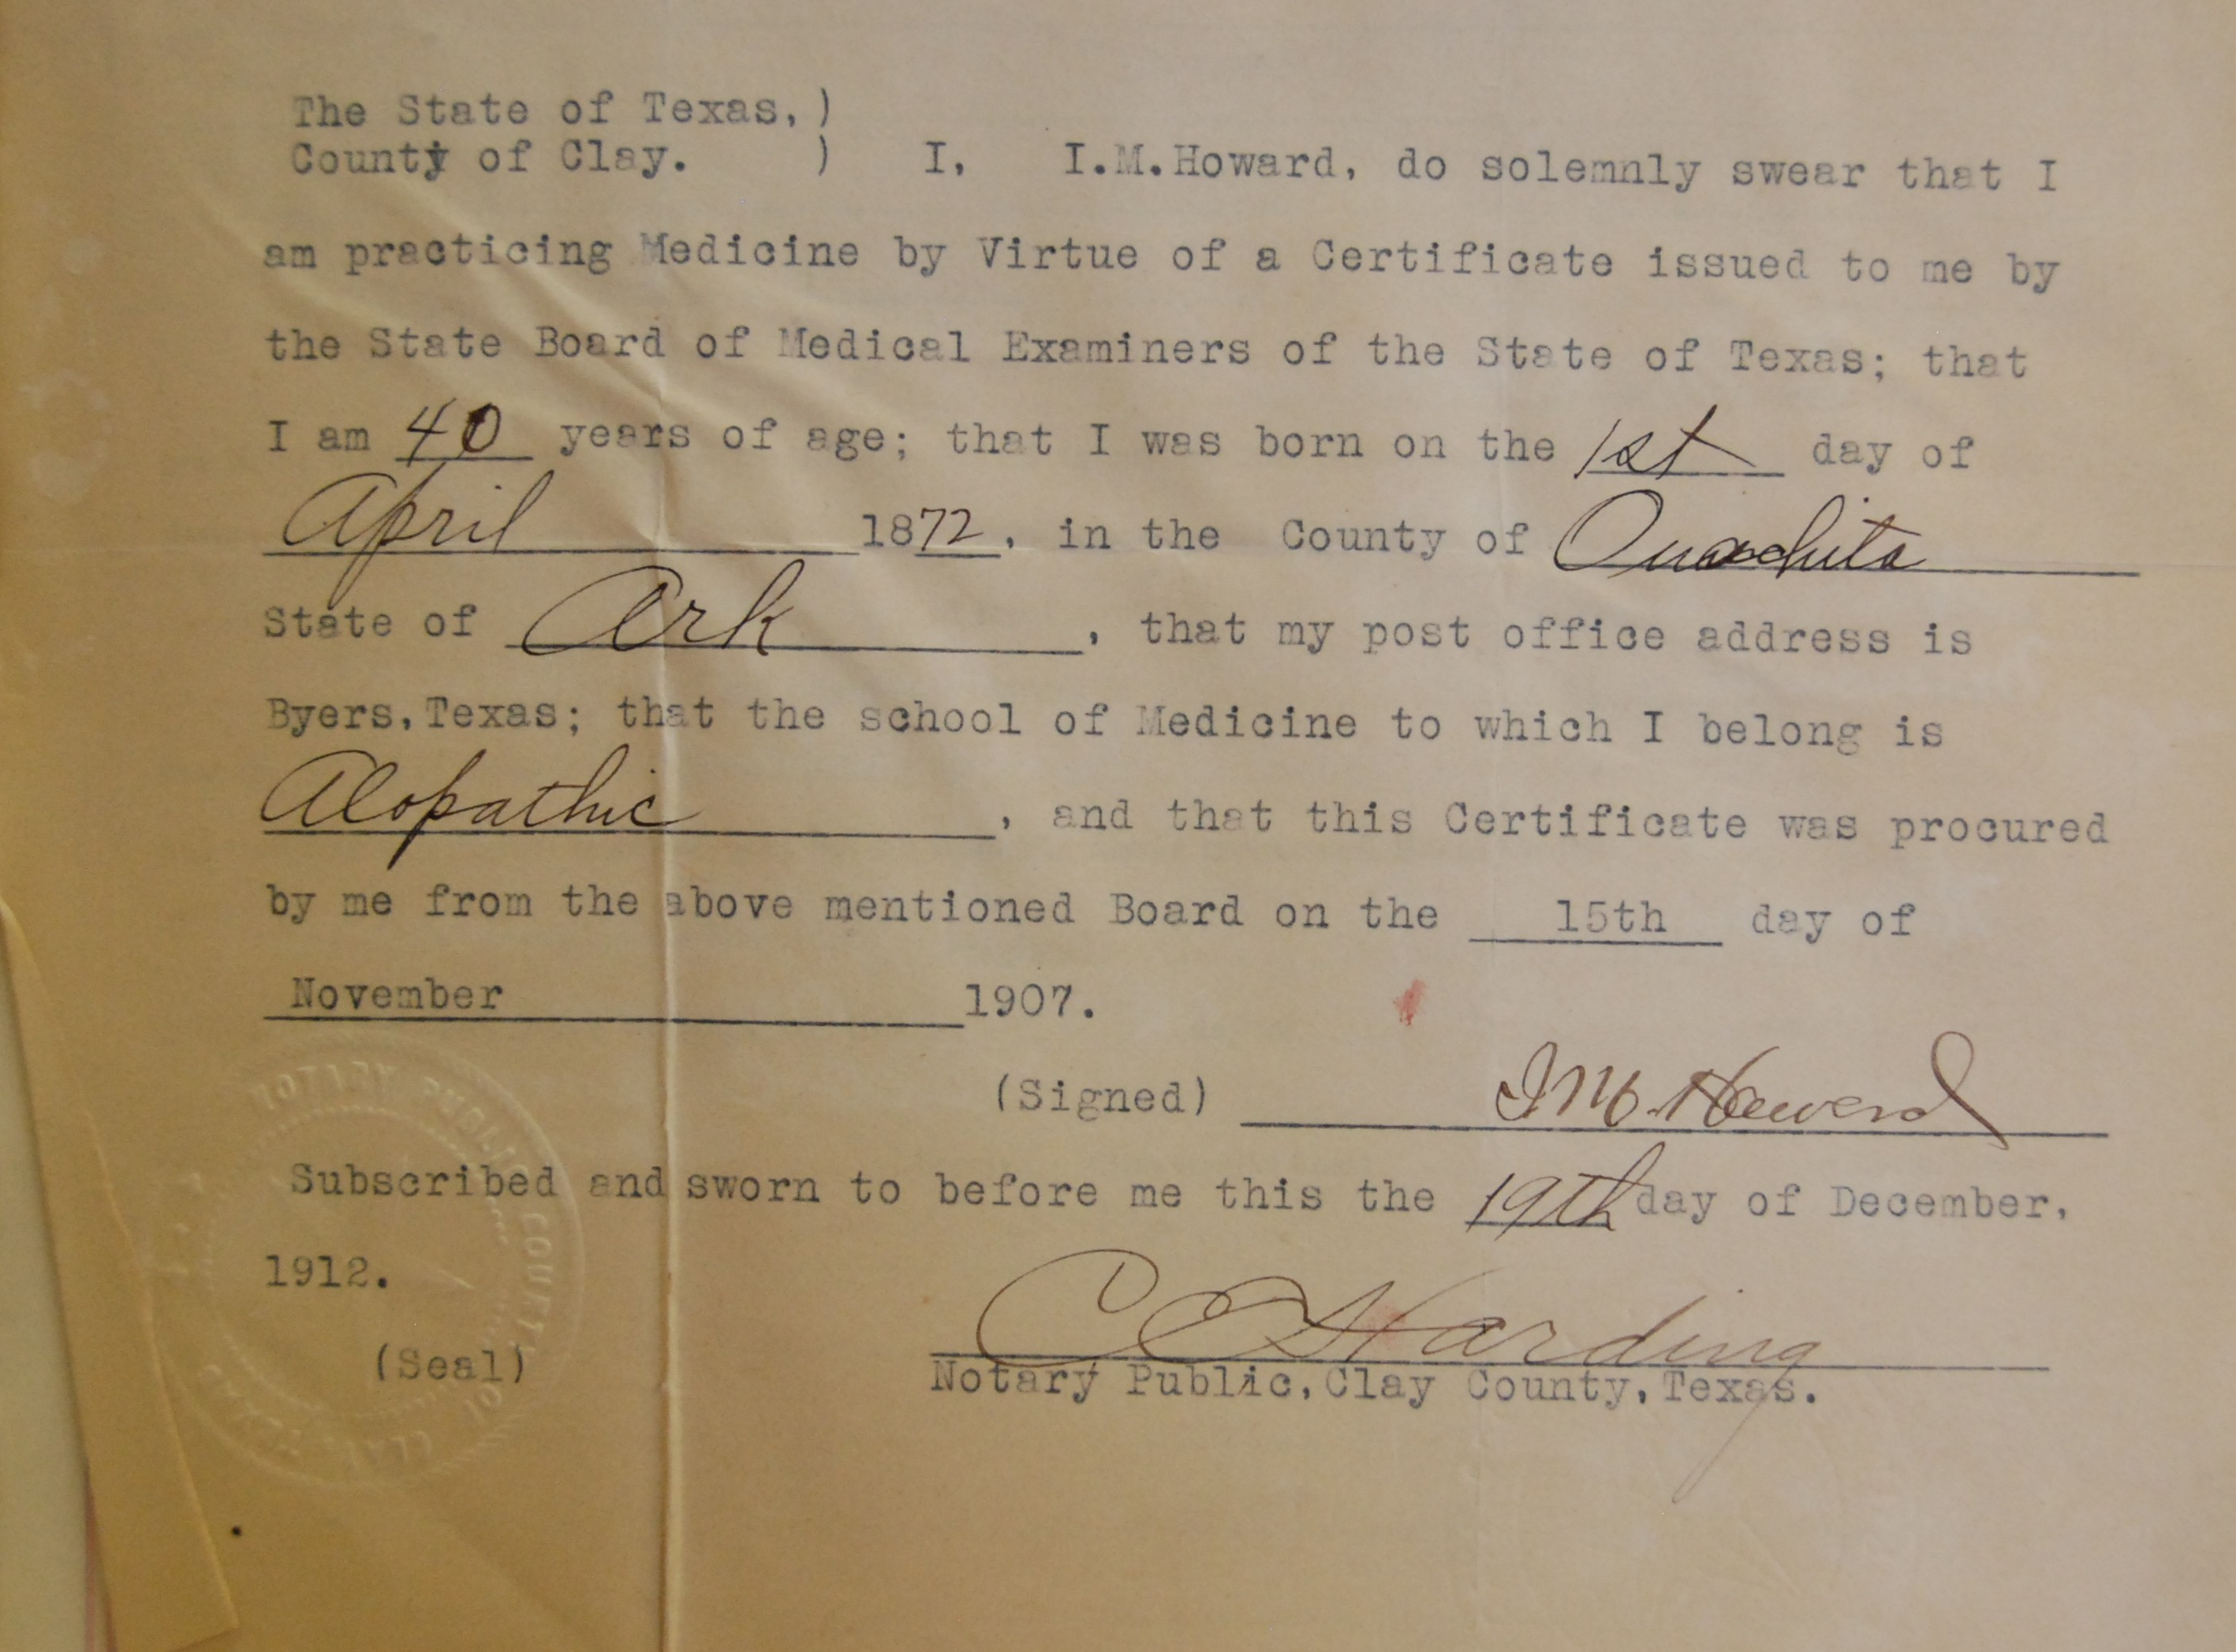 The State of Texas, )
County of Clay. ) I, I.M.Howard, do solemnly swear that I
am practicing Medicine by Virtue of a Certificate issued to me by
the State Board of Medical Examiners of the State of Texas; that
I am 40 years of age; that I was born on the 1st day of
April 1872, in the County of Ouachita
State of Ark, that my post office address is
Byers,Texas; that the school of Medicine to which I belong is
Alopathic, and that this Certificate was procured
by me from the above mentioned Board on the 15th day of
November 1907.
(Signed) I M. Howard
Subscribed and sworn to before me this the 19th day of December,
1912.
C E Harding
(Seal)
Notary Public, Clay County, Texas.
NOTARY PUBLIC COUNTY OF CLAY TEXAS